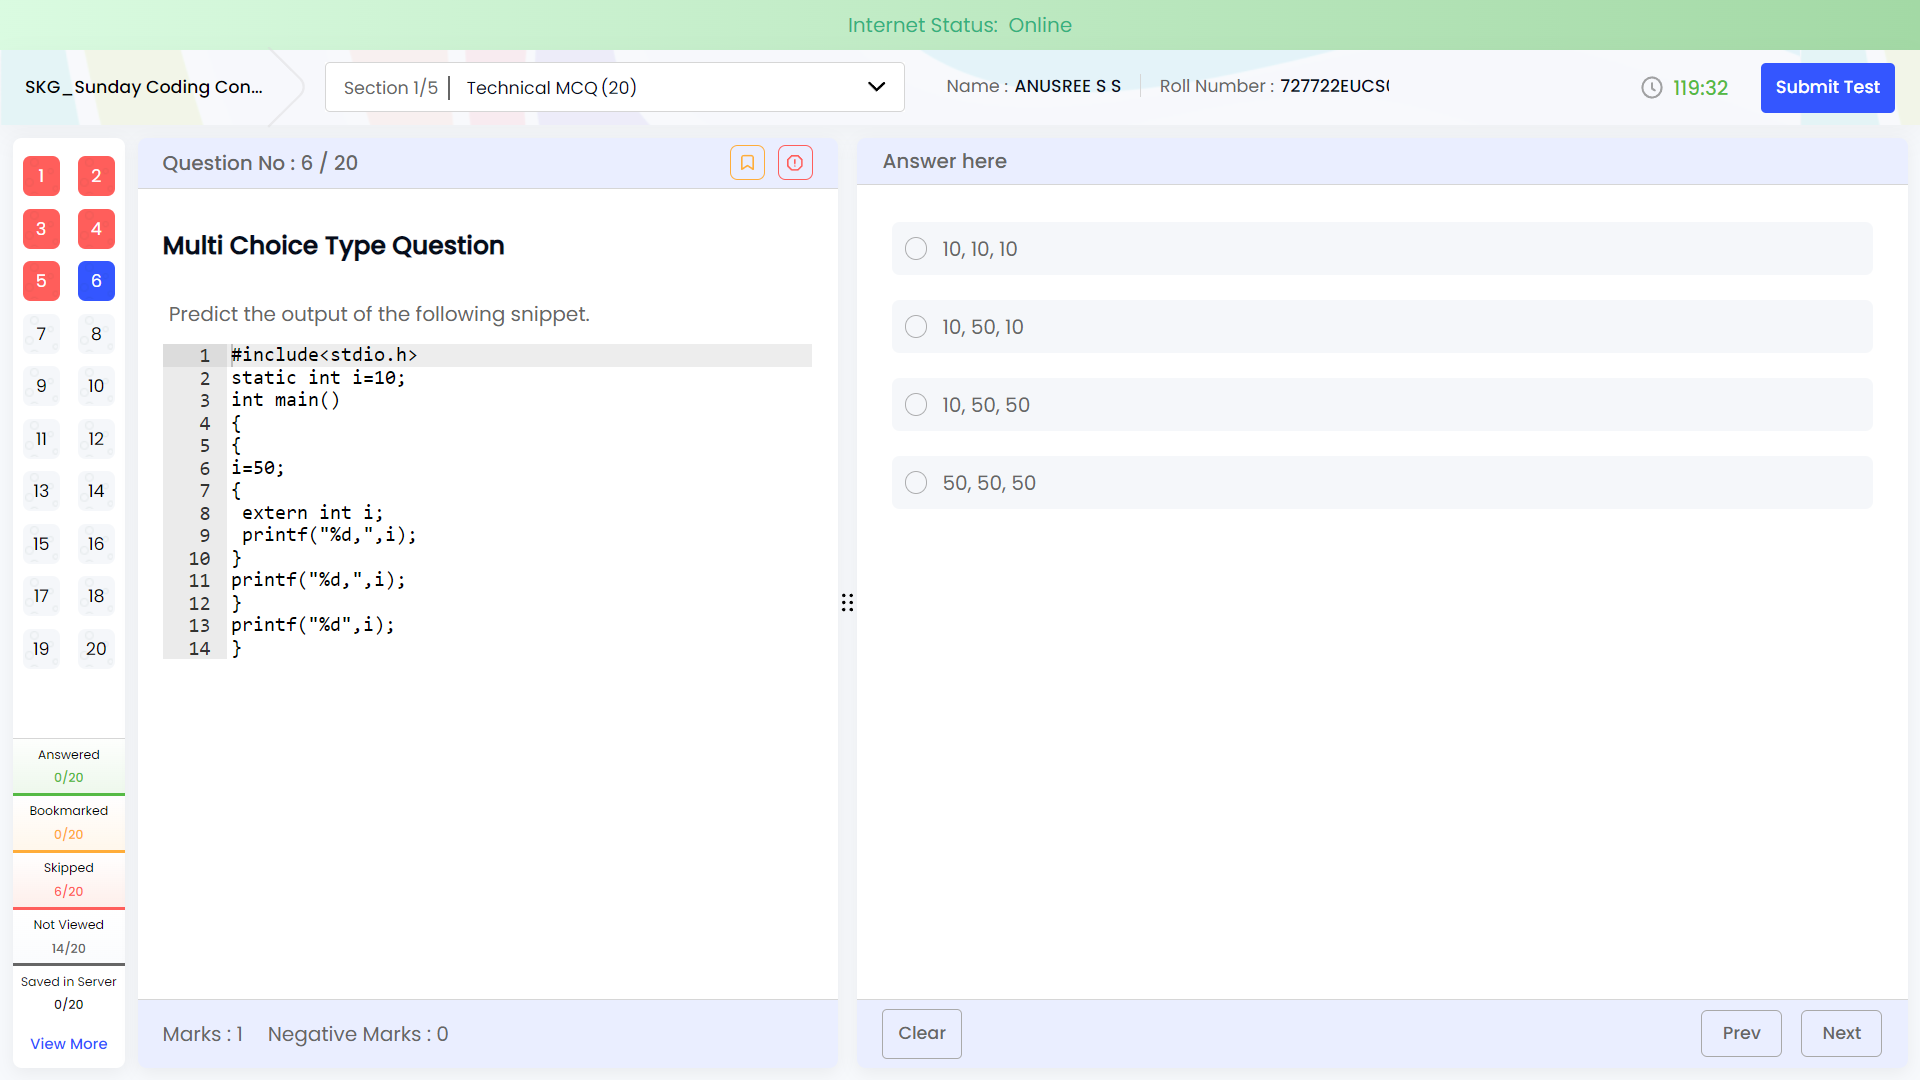 Internet Status: Online
SKG_Sunday Coding Con...
Section 1/5 | Technical MCQ (20)
Name : ANUSREE S S
Roll Number : 727722EUCS
119:32
Submit Test
1 2
3 4
5 6
7 8
9 10
11 12
13 14
15 16
17 18
19 20
Answered
0/20
Bookmarked
0/20
Skipped
6/20
Not Viewed
14/20
Saved in Server
0/20
View More
Question No : 6 / 20
Multi Choice Type Question
Predict the output of the following snippet.
1 #include<stdio.h>
2 static int i=10;
3 int main()
4 {
5 {
6 i=50;
7 {
8 extern int i;
9 printf("%d,",i);
10 }
11 printf("%d,",i);
12 }
13 printf("%d",i);
14 }
Marks : 1 Negative Marks : 0
Answer here
10, 10, 10
10, 50, 10
10, 50, 50
50, 50, 50
Clear
Prev
Next